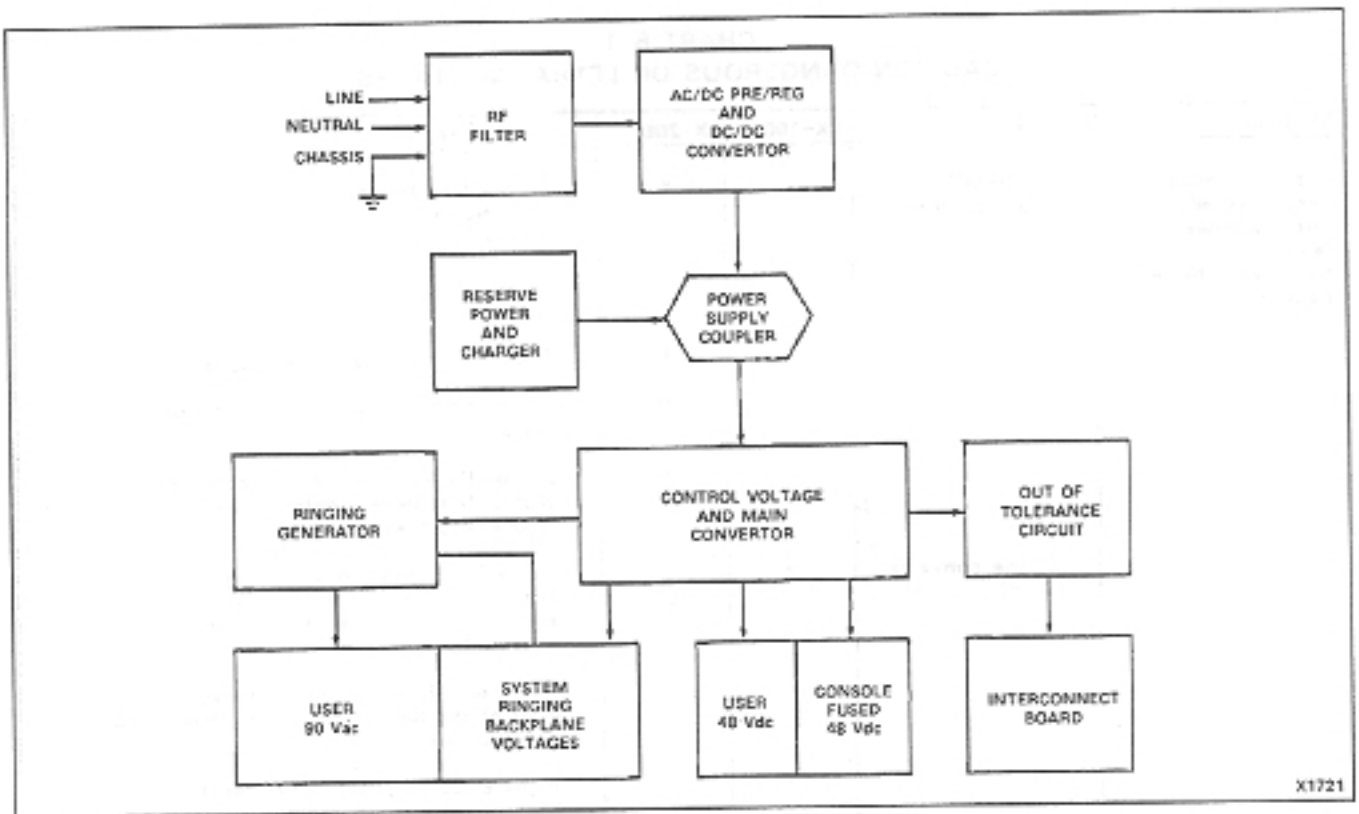 LINE
NEUTRAL
CHASSIS
RF
FILTER
AC/DC PRE/REG
AND
DC/DC
CONVERTOR
RESERVE
POWER
AND
CHARGER
POWER
SUPPLY
COUPLER
RINGING
GENERATOR
CONTROL VOLTAGE
AND MAIN
CONVERTOR
OUT OF
TOLERANCE
CIRCUIT
USER
90 Vac
SYSTEM
RINGING
BACKPLANE
VOLTAGES
USER
48 Vdc
CONSOLE
FUSED
48 Vdc
INTERCONNECT
BOARD
X1721